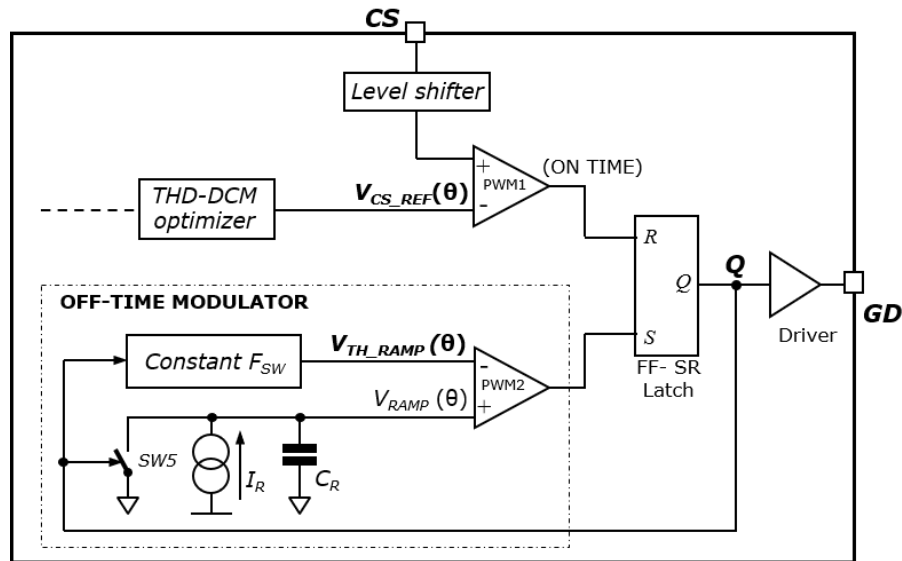 CS
Level shifter
+
PWM1
-
(ON TIME)
THD-DCM
optimizer
V_CS_REF(θ)
R
Q
S
FF- SR
Latch
Q
Driver
GD
OFF-TIME MODULATOR
Constant F_SW
V_TH_RAMP(θ)
-
PWM2
+
V_RAMP (θ)
SW5
I_R
C_R